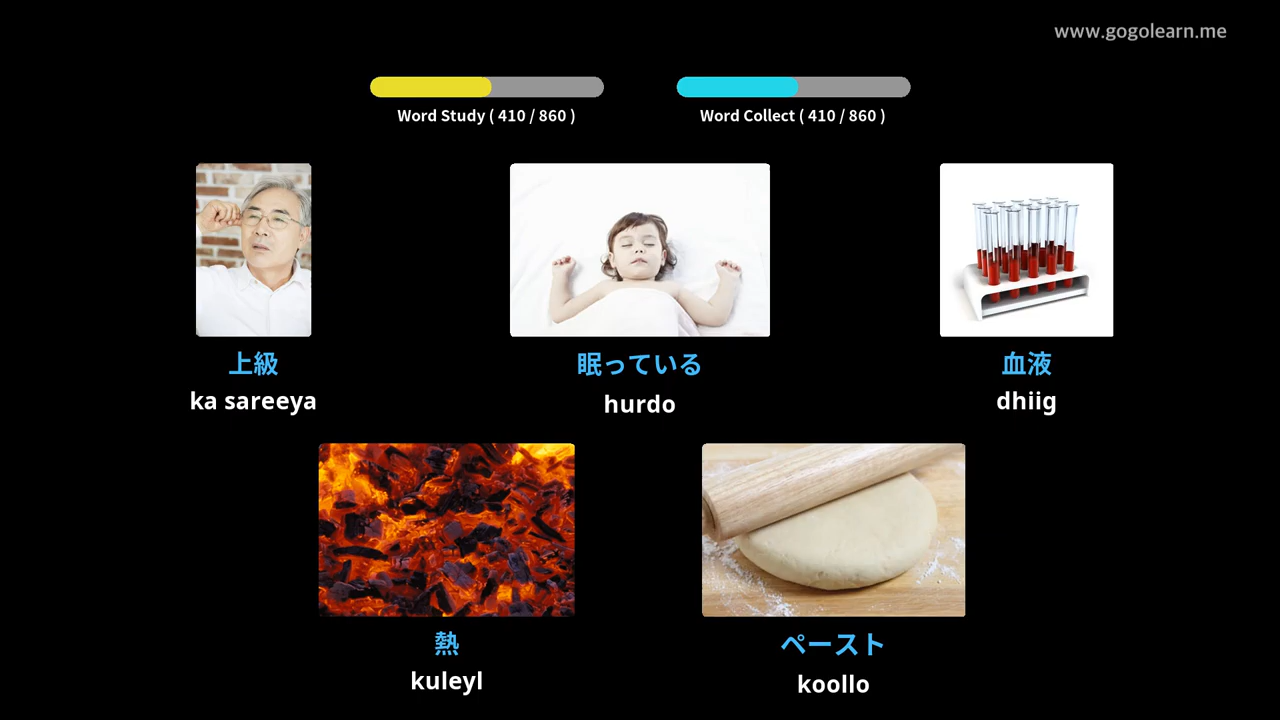 www.gogolearn.me
Word Study ( 410 / 860 )
Word Collect ( 410 / 860 )
上級
ka sareeya
眠っている
hurdo
血液
dhiig
熱
kuleyl
ペースト
koollo